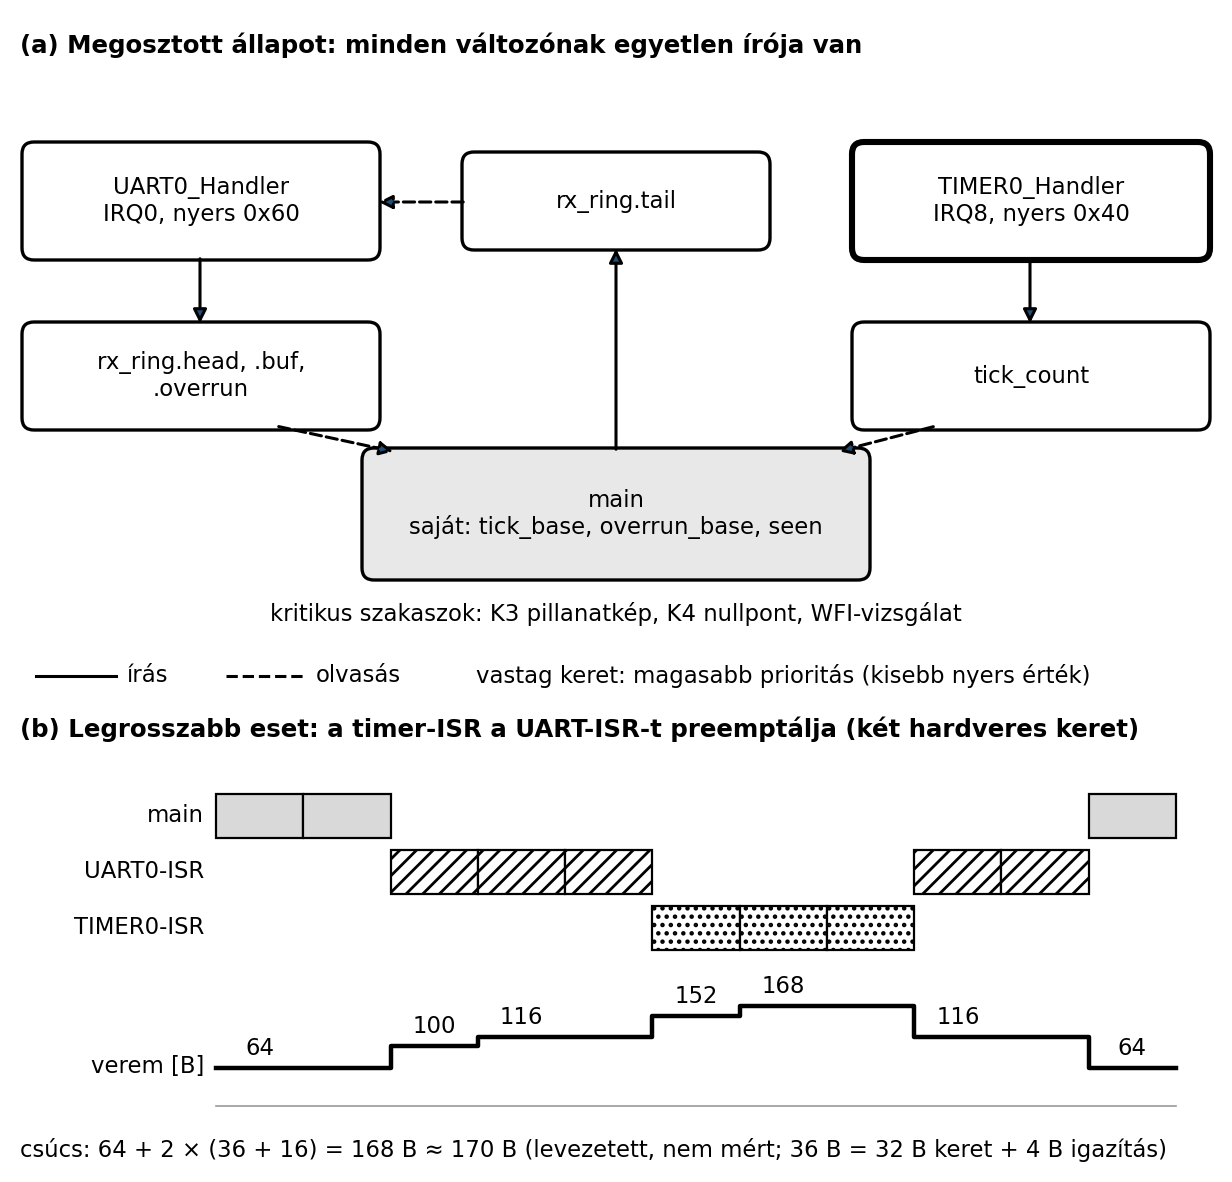 (a) Megosztott állapot: minden változónak egyetlen írója van
UART0_Handler
IRQ0, nyers 0x60
rx_ring.tail
TIMER0_Handler
IRQ8, nyers 0x40
rx_ring.head, .buf,
.overrun
tick_count
main
saját: tick_base, overrun_base, seen
kritikus szakaszok: K3 pillanatkép, K4 nullpont, WFI-vizsgálat
írás
olvasás
vastag keret: magasabb prioritás (kisebb nyers érték)
(b) Legrosszabb eset: a timer-ISR a UART-ISR-t preemptálja (két hardveres keret)
main
UART0-ISR
TIMER0-ISR
verem [B]
64
100
116
152
168
116
64
csúcs: 64 + 2 × (36 + 16) = 168 B ≈ 170 B (levezetett, nem mért; 36 B = 32 B keret + 4 B igazítás)